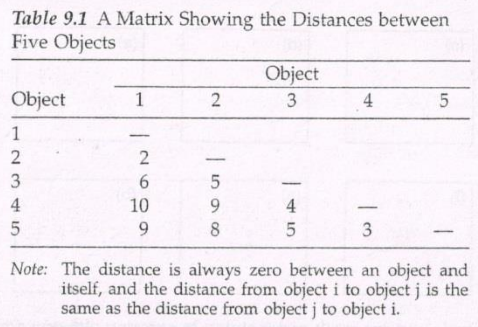 Table 9.1 A Matrix Showing the Distances between
Five Objects
Object
Object 1 2 3 4 5
1 —
2 2 —
3 6 5 —
4 10 9 4 —
5 9 8 5 3 —
Note: The distance is always zero between an object and
itself, and the distance from object i to object j is the
same as the distance from object j to object i.